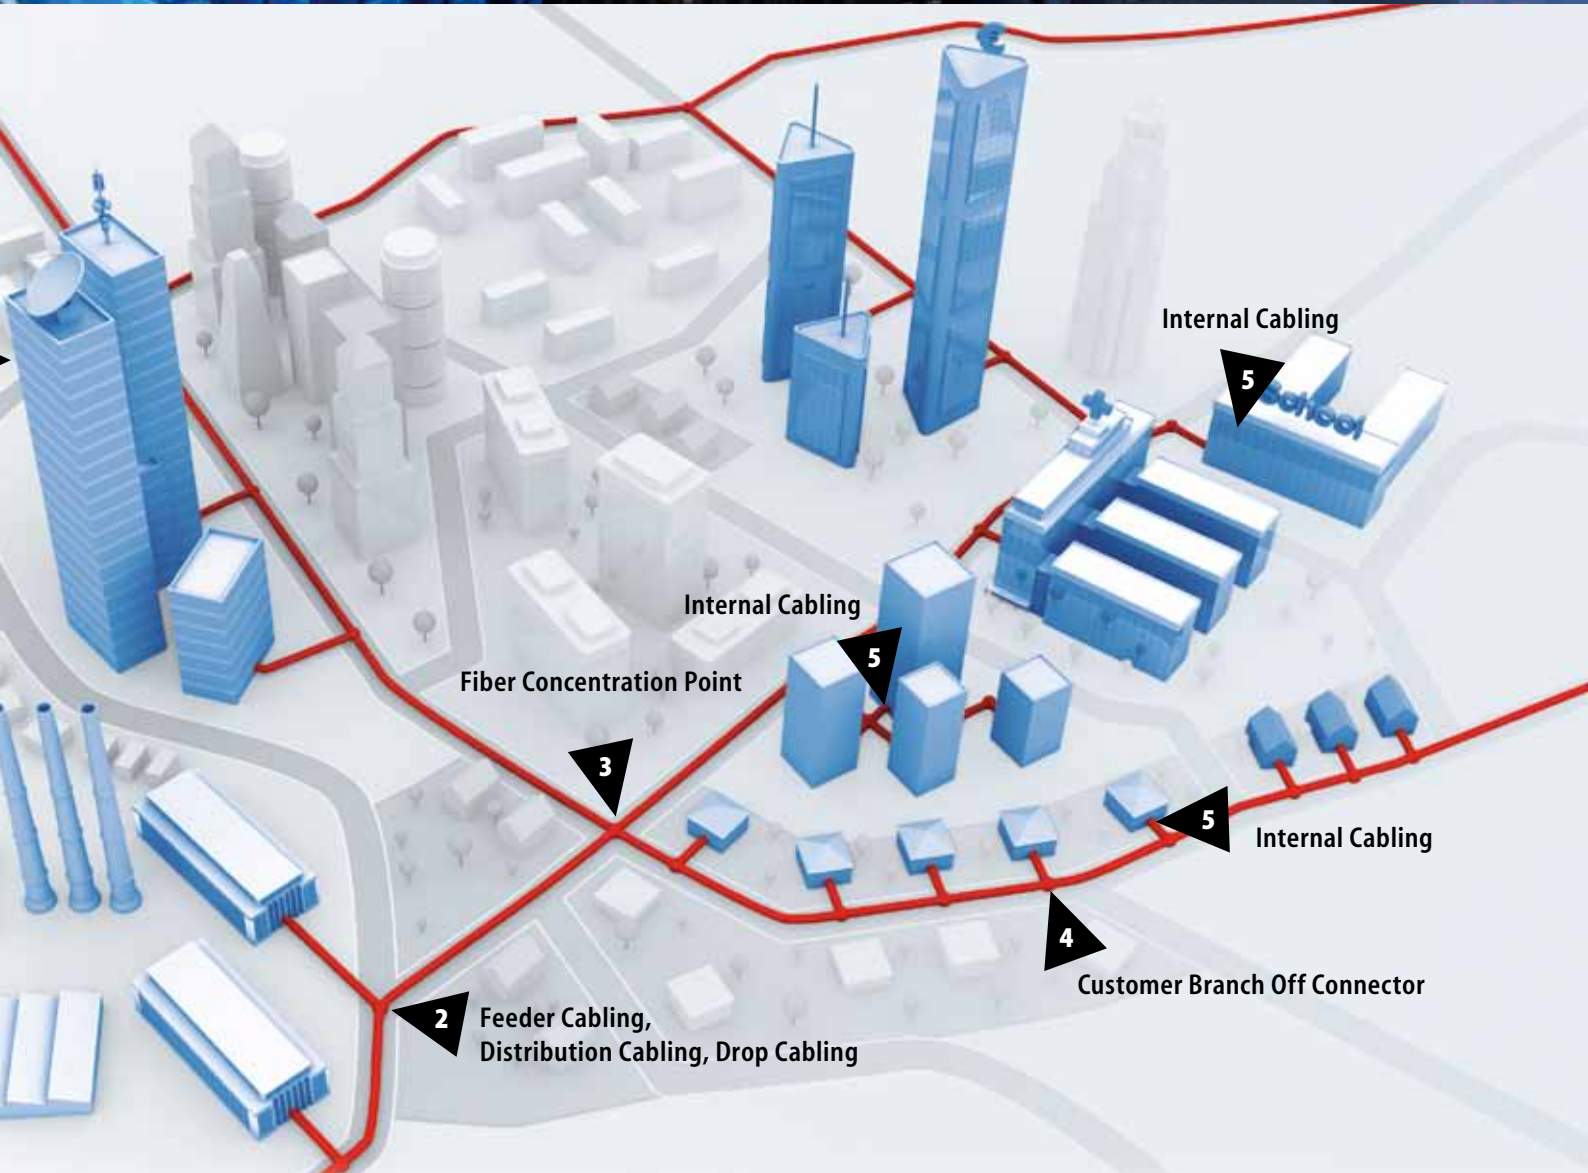 €
Internal Cabling
5
School
Internal Cabling
5
Fiber Concentration Point
3
5
Internal Cabling
4
Customer Branch Off Connector
2
Feeder Cabling,
Distribution Cabling, Drop Cabling